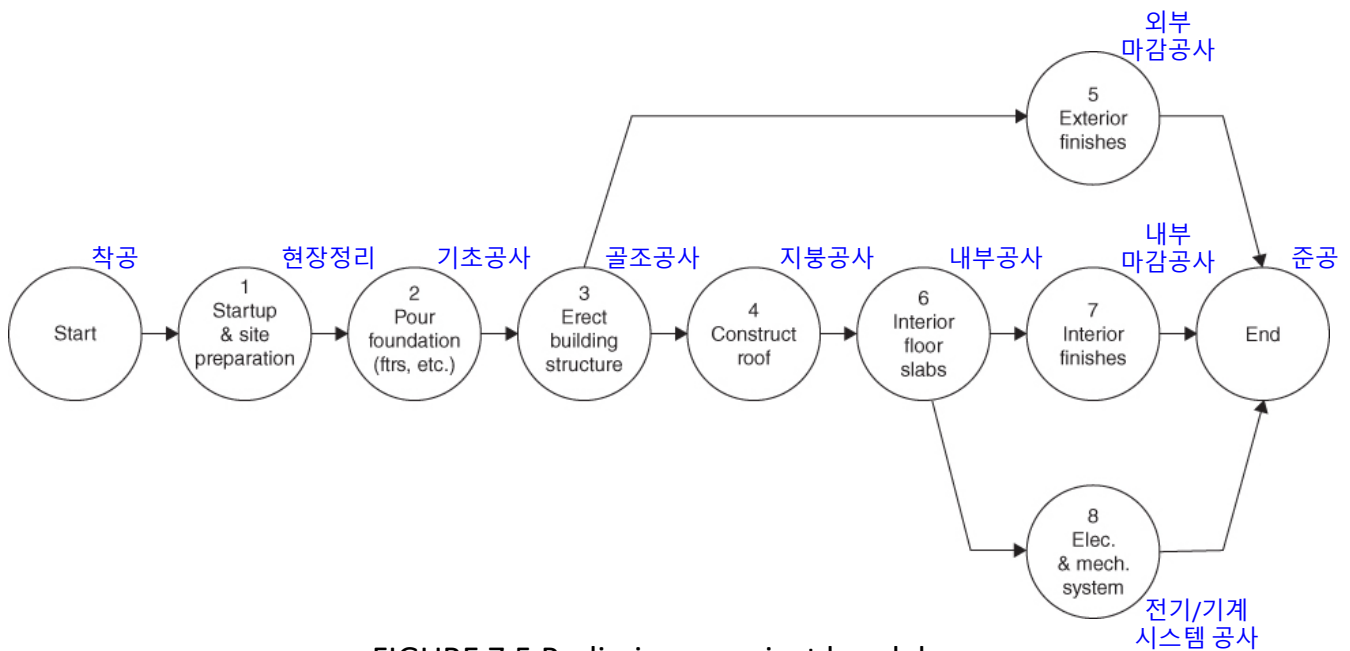 외부
마감공사
5
Exterior
finishes
착공
현장정리
기초공사
골조공사
지붕공사
내부공사
내부
마감공사
준공
Start
1
Startup
& site
preparation
2
Pour
foundation
(ftrs, etc.)
3
Erect
building
structure
4
Construct
roof
6
Interior
floor
slabs
7
Interior
finishes
End
8
Elec.
& mech.
system
전기/기계
시스템 공사